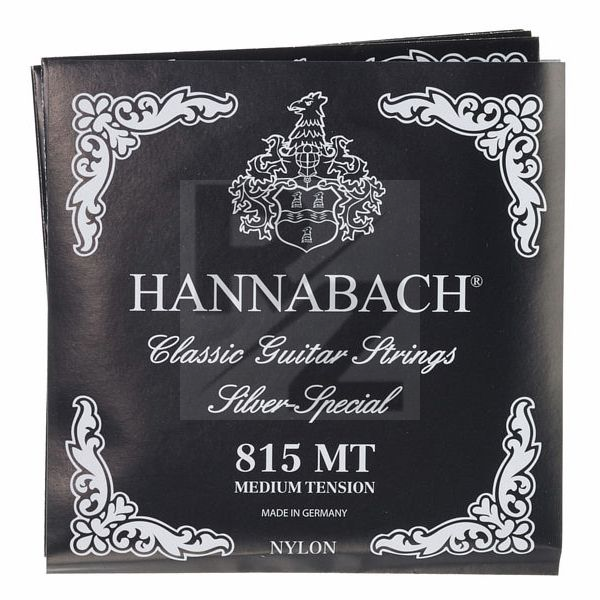 HANNABACH®
Classic Guitar Strings
Silver-Special
815 MT
MEDIUM TENSION
MADE IN GERMANY
NYLON